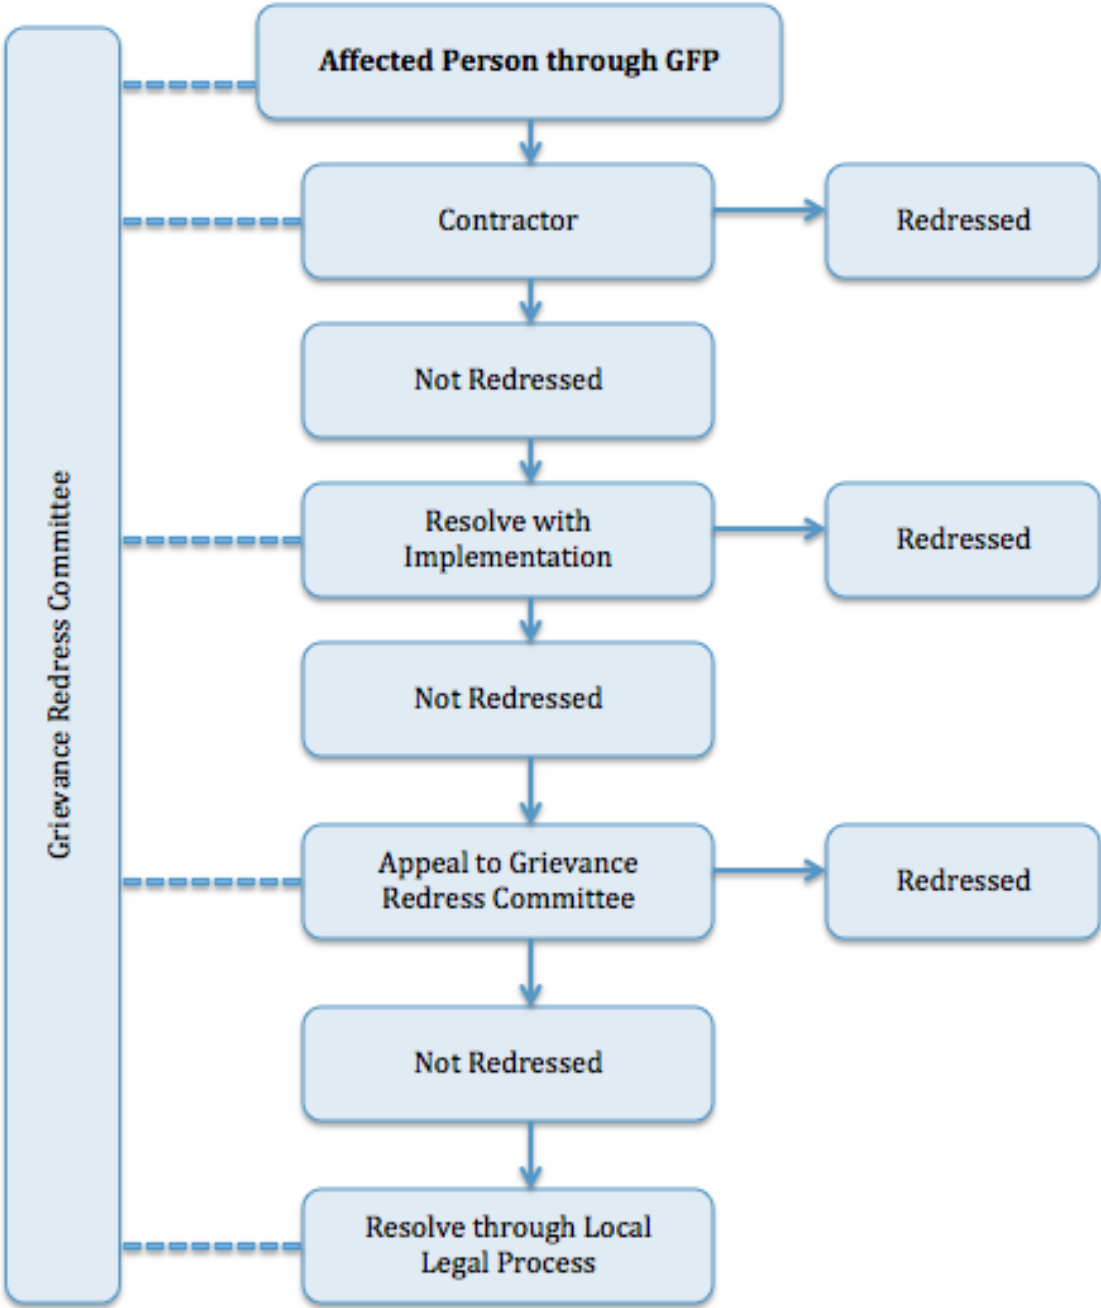 Affected Person through GFP
Contractor
Redressed
Not Redressed
Resolve with
Implementation
Redressed
Not Redressed
Appeal to Grievance
Redress Committee
Redressed
Not Redressed
Resolve through Local
Legal Process
Grievance Redress Committee